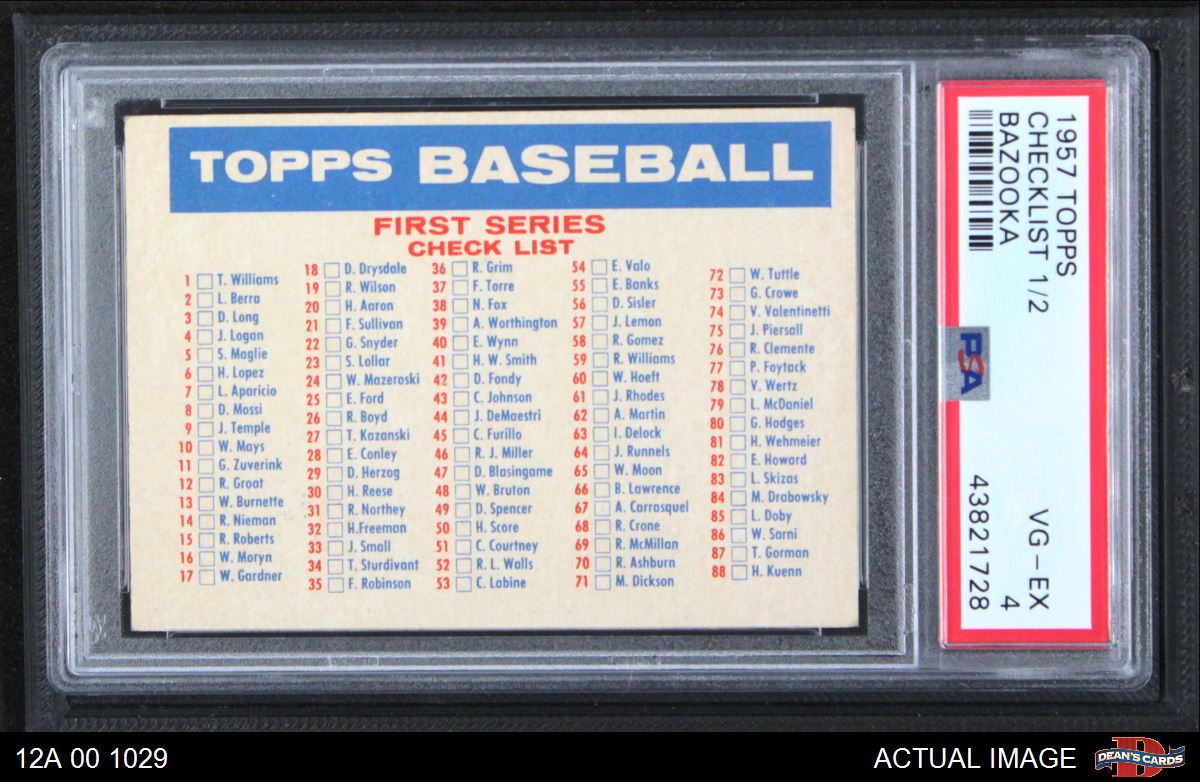 TOPPS BASEBALL
FIRST SERIES
CHECK LIST
1 T. Williams
2 L. Berra
3 D. Long
4 J. Logan
5 S. Maglie
6 H. Lopez
7 L. Aparicio
8 D. Mossi
9 J. Temple
10 W. Mays
11 G. Zuverink
12 R. Groat
13 W. Burnette
14 R. Nieman
15 R. Roberts
16 W. Moryn
17 W. Gardner
18 D. Drysdale
19 R. Wilson
20 H. Aaron
21 F. Sullivan
22 G. Snyder
23 S. Lollar
24 W. Mazeroski
25 E. Ford
26 R. Boyd
27 T. Kazanski
28 E. Conley
29 D. Herzog
30 H. Reese
31 R. Northey
32 H.Freeman
33 J. Small
34 T. Sturdivant
35 F. Robinson
36 R. Grim
37 F. Torre
38 N. Fox
39 A. Worthington
40 E. Wynn
41 H. W. Smith
42 D. Fondy
43 C. Johnson
44 J. DeMaestri
45 C. Furillo
46 R. J. Miller
47 D. Blasingame
48 W. Bruton
49 D. Spencer
50 H. Score
51 C. Courtney
52 R. L. Walls
53 C. Labine
54 E. Valo
55 E. Banks
56 D. Sisler
57 J. Lemon
58 R. Gomez
59 R. Williams
60 W. Hoeft
61 J. Rhodes
62 A. Martin
63 I. Delock
64 J. Runnels
65 W. Moon
66 B. Lawrence
67 A. Carrasquel
68 R. Crone
69 R. McMillan
70 R. Ashburn
71 M. Dickson
72 W. Tuttle
73 G. Crowe
74 V. Valentinetti
75 J. Piersall
76 R. Clemente
77 P. Foytack
78 V. Wertz
79 L. McDaniel
80 G. Hodges
81 H. Wehmeier
82 E. Howard
83 L. Skizas
84 M. Drabowsky
85 L. Doby
86 W. Sarni
87 T. Gorman
88 H. Kuenn
1957 TOPPS
CHECKLIST 1/2 VG-EX
BAZOOKA 4
PSA
43821728
12A 00 1029
ACTUAL IMAGE
D
DEAN'S CARDS